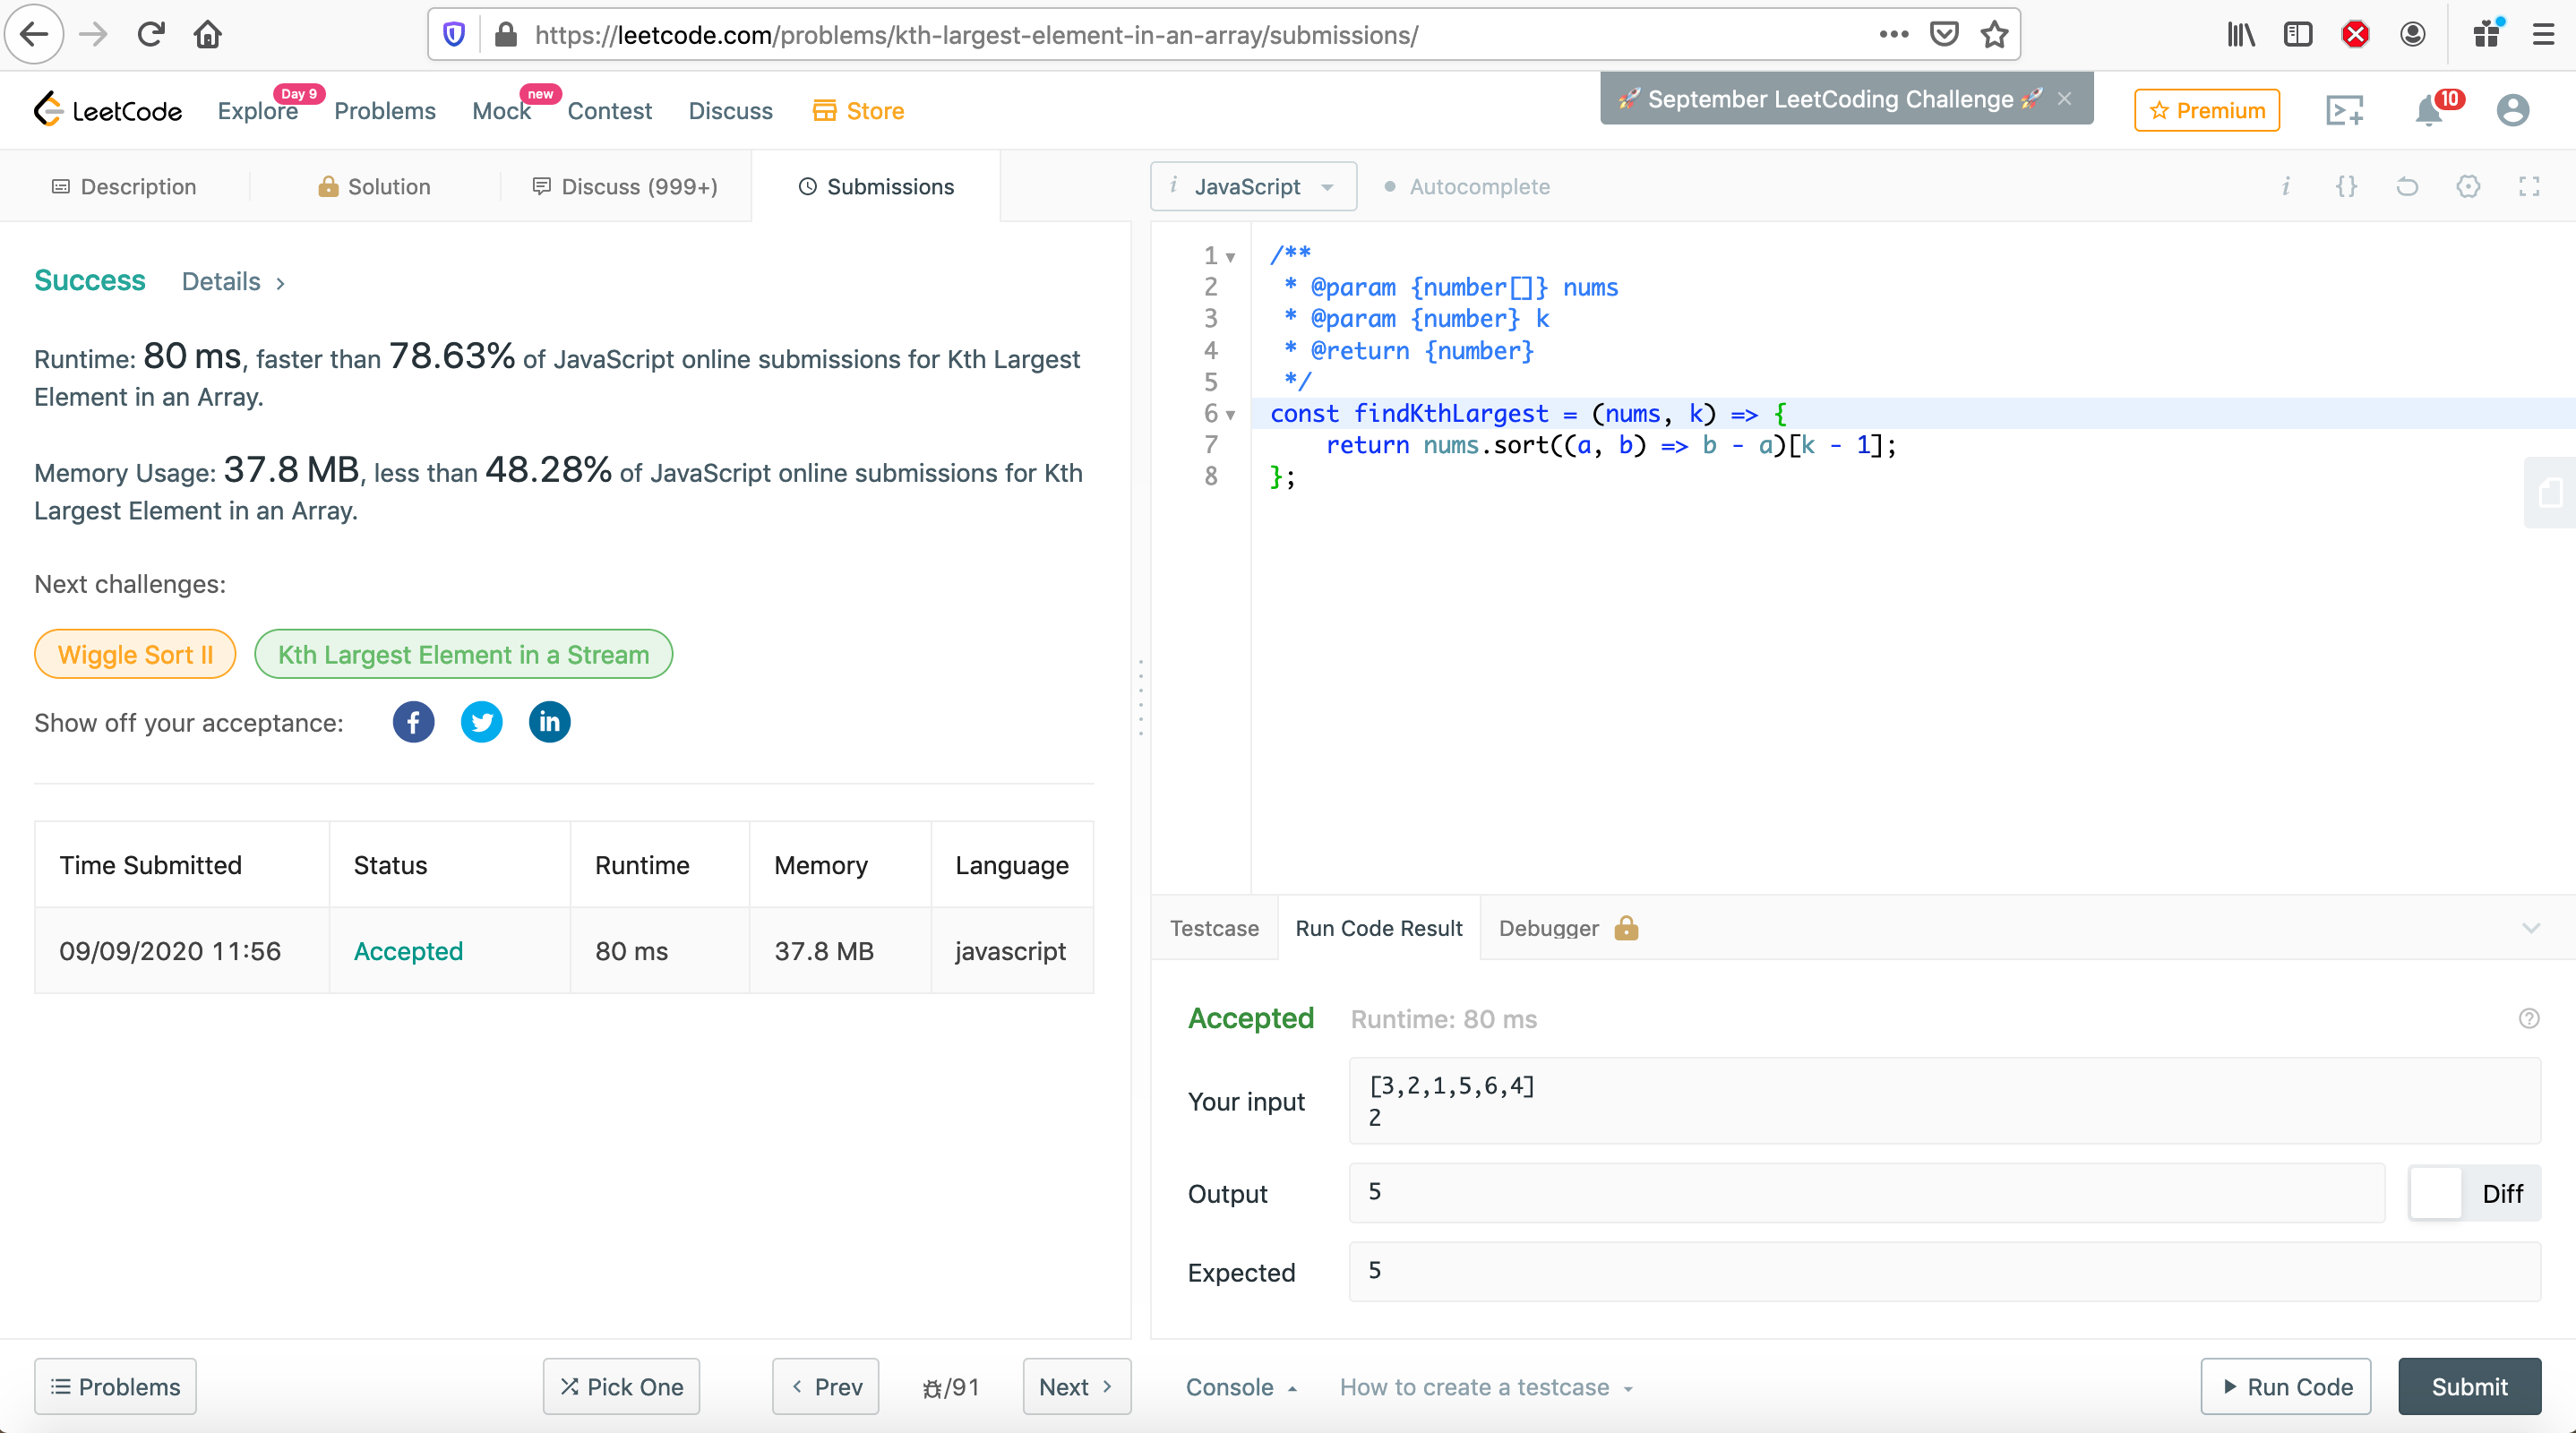 https://leetcode.com/problems/kth-largest-element-in-an-array/submissions/
LeetCode Explore Day 9 Problems Mock new Contest Discuss Store
🚀 September LeetCoding Challenge 🚀 ×
Premium
10
Description
Solution
Discuss (999+)
Submissions
Success Details ›
Runtime: 80 ms, faster than 78.63% of JavaScript online submissions for Kth Largest
Element in an Array.
Memory Usage: 37.8 MB, less than 48.28% of JavaScript online submissions for Kth
Largest Element in an Array.
Next challenges:
Wiggle Sort II Kth Largest Element in a Stream
Show off your acceptance:
Time Submitted Status Runtime Memory Language
09/09/2020 11:56 Accepted 80 ms 37.8 MB javascript
Problems
Pick One
‹ Prev
/91
Next ›
i JavaScript
Autocomplete
i {}
1 /**
2  * @param {number[]} nums
3  * @param {number} k
4  * @return {number}
5  */
6 const findKthLargest = (nums, k) => {
7     return nums.sort((a, b) => b - a)[k - 1];
8 };
Testcase Run Code Result Debugger
Accepted Runtime: 80 ms
Your input
[3,2,1,5,6,4]
2
Output
5
Diff
Expected
5
Console
How to create a testcase
Run Code
Submit